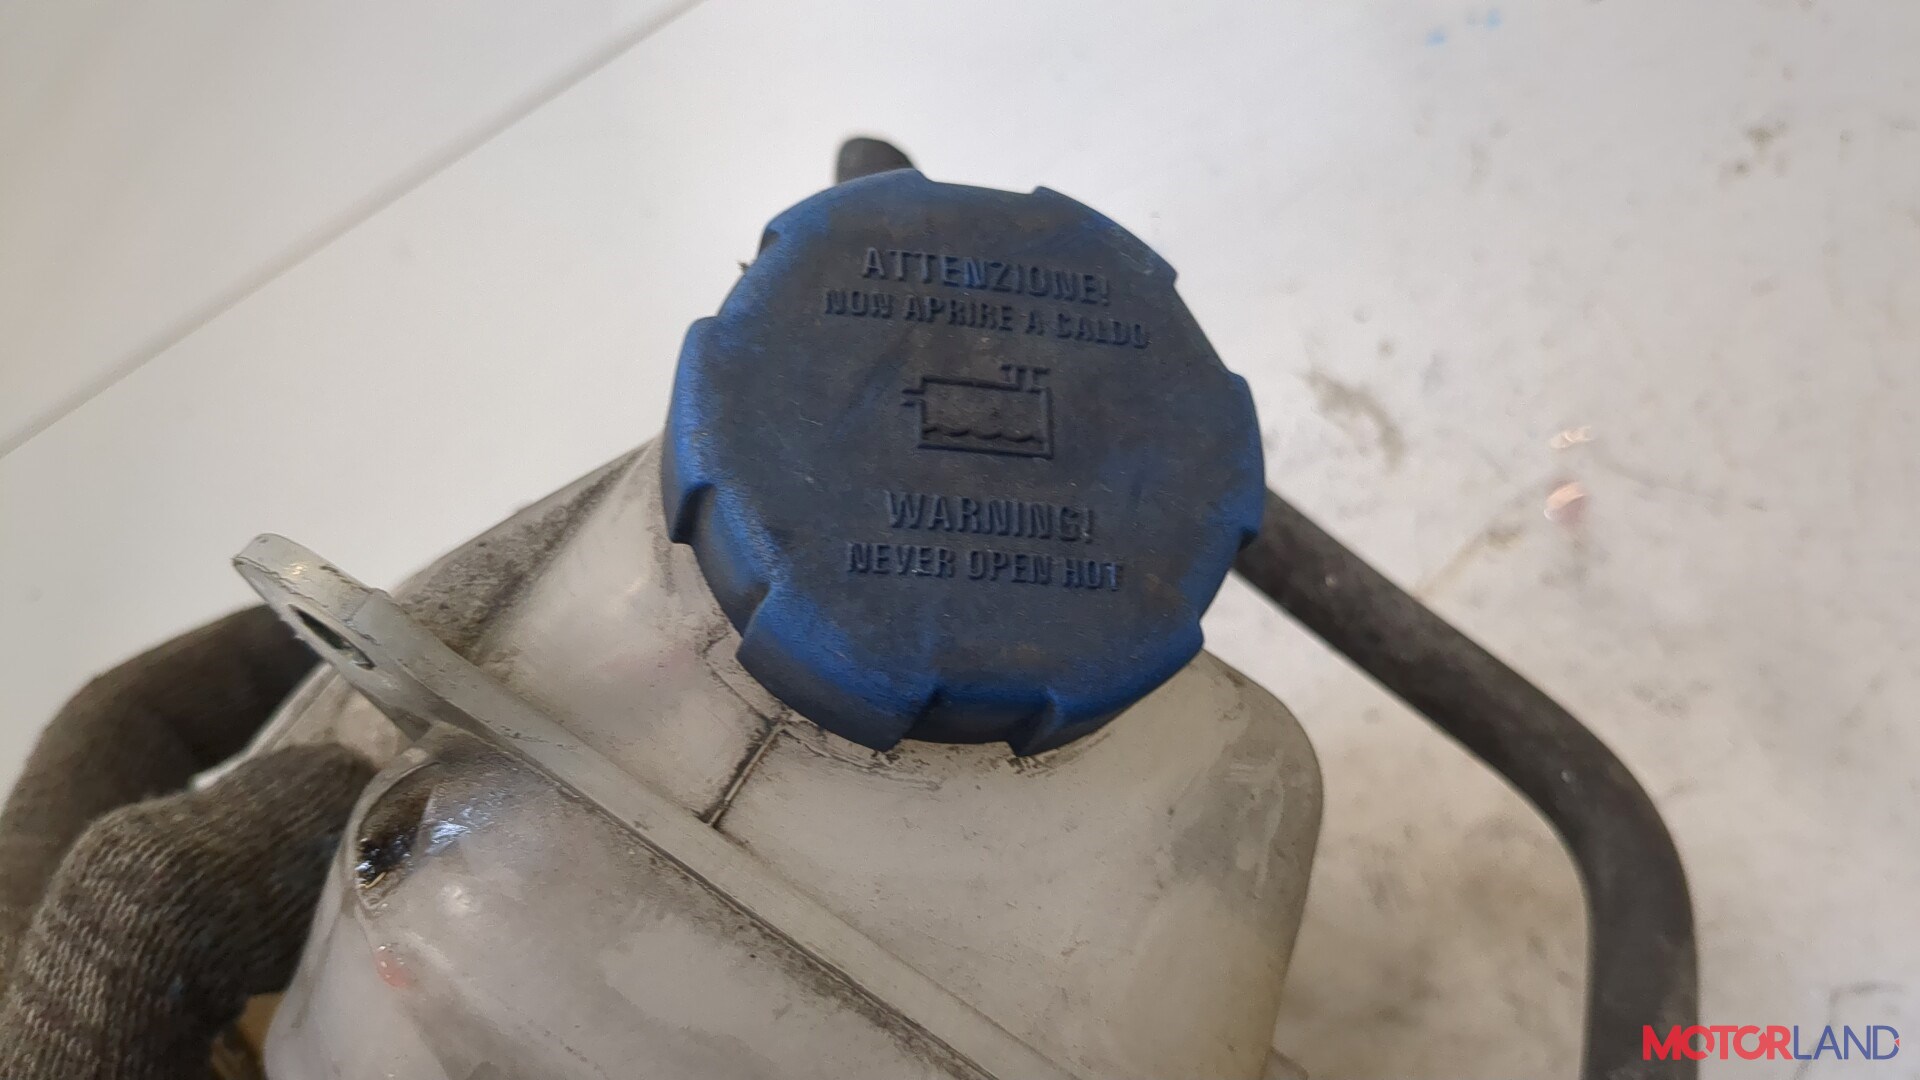 ATTENZIONE!
NON APRIRE A CALDO
WARNING!
NEVER OPEN HOT
MOTORLAND